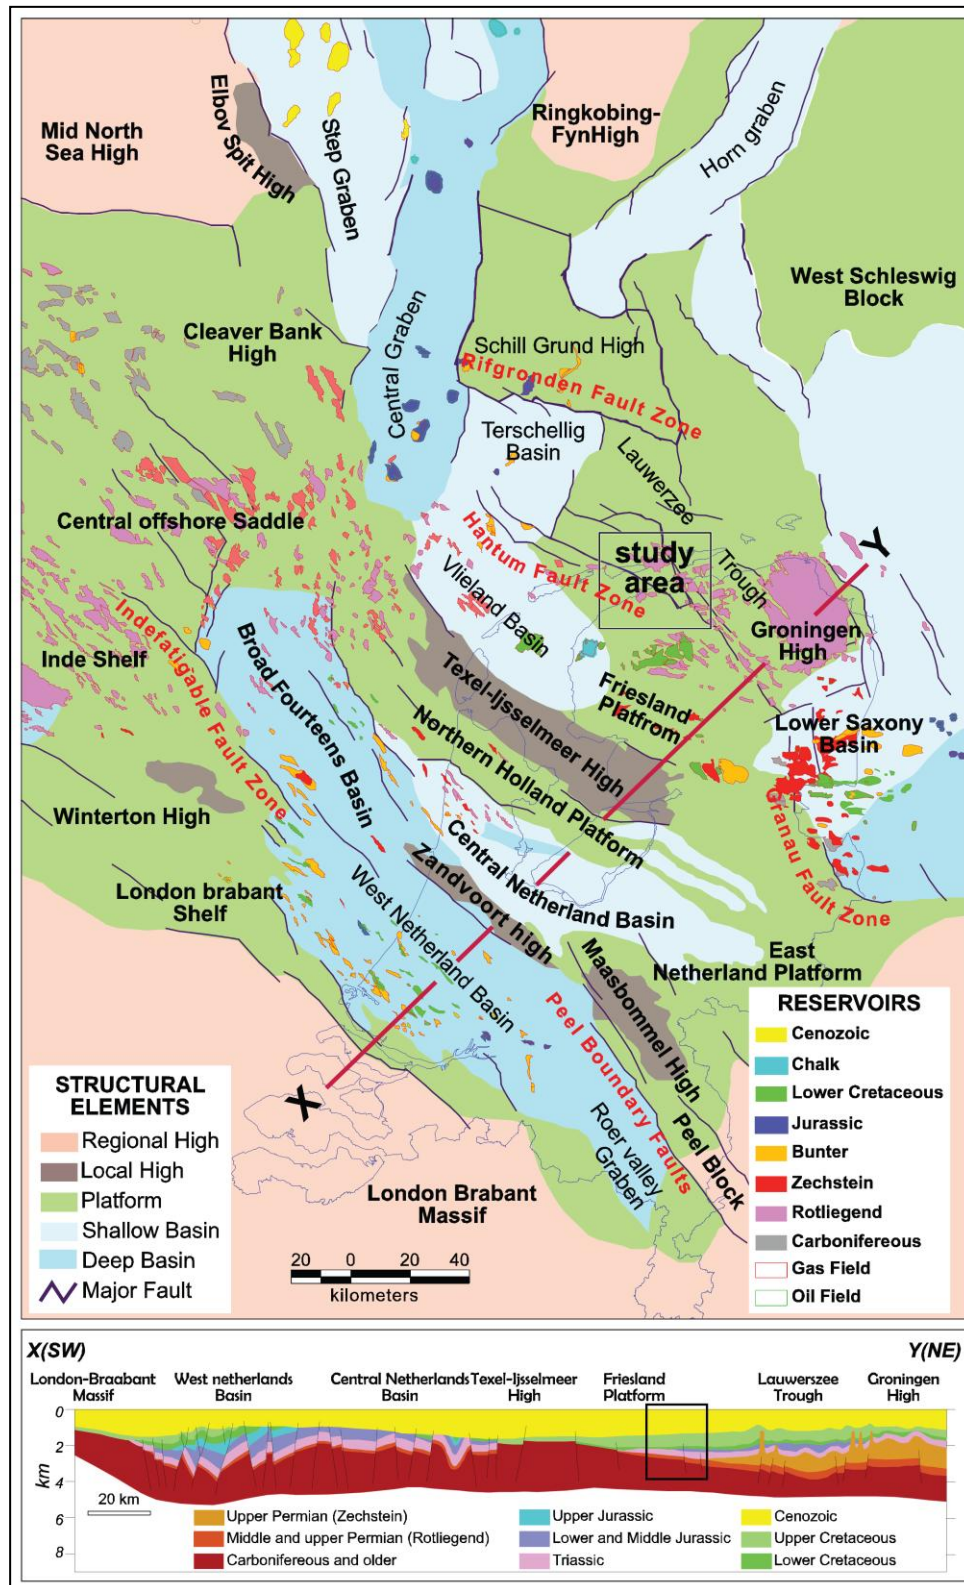 Elbov Spit High
Step Graben
Mid North
Sea High
Ringkobing-
FynHigh
Horn graben
West Schleswig
Block
Cleaver Bank
High
Central Graben
Schill Grund High
Rifgronden Fault Zone
Terschellig
Basin
Lauwerzee
Trough
Central offshore Saddle
Hantum Fault Zone
study
area
Y
Vlieland Basin
Groningen
High
Indefatigable Fault Zone
Inde Shelf
Broad Fourteens Basin
Texel-Ijsselmeer High
Friesland
Platfrom
Lower Saxony
Basin
Northern Holland Platform
Winterton High
Granau Fault Zone
Central Netherland Basin
Zandvoort high
London brabant
Shelf
West Netherland Basin
East
Netherland Platform
Maasbommel High
Peel Boundary Faults
Peel Block
Roer valley
Graben
X
London Brabant
Massif
STRUCTURAL
ELEMENTS
Regional High
Local High
Platform
Shallow Basin
Deep Basin
Major Fault
20 0 20 40
kilometers
RESERVOIRS
Cenozoic
Chalk
Lower Cretaceous
Jurassic
Bunter
Zechstein
Rotliegend
Carbonifereous
Gas Field
Oil Field
X(SW)
Y(NE)
London-Braabant
Massif
West netherlands
Basin
Central Netherlands
Basin
Texel-Ijsselmeer
High
Friesland
Platform
Lauwerszee
Trough
Groningen
High
0
2
4
6
8
km
20 km
Upper Permian (Zechstein)
Middle and upper Permian (Rotliegend)
Carbonifereous and older
Upper Jurassic
Lower and Middle Jurassic
Triassic
Cenozoic
Upper Cretaceous
Lower Cretaceous